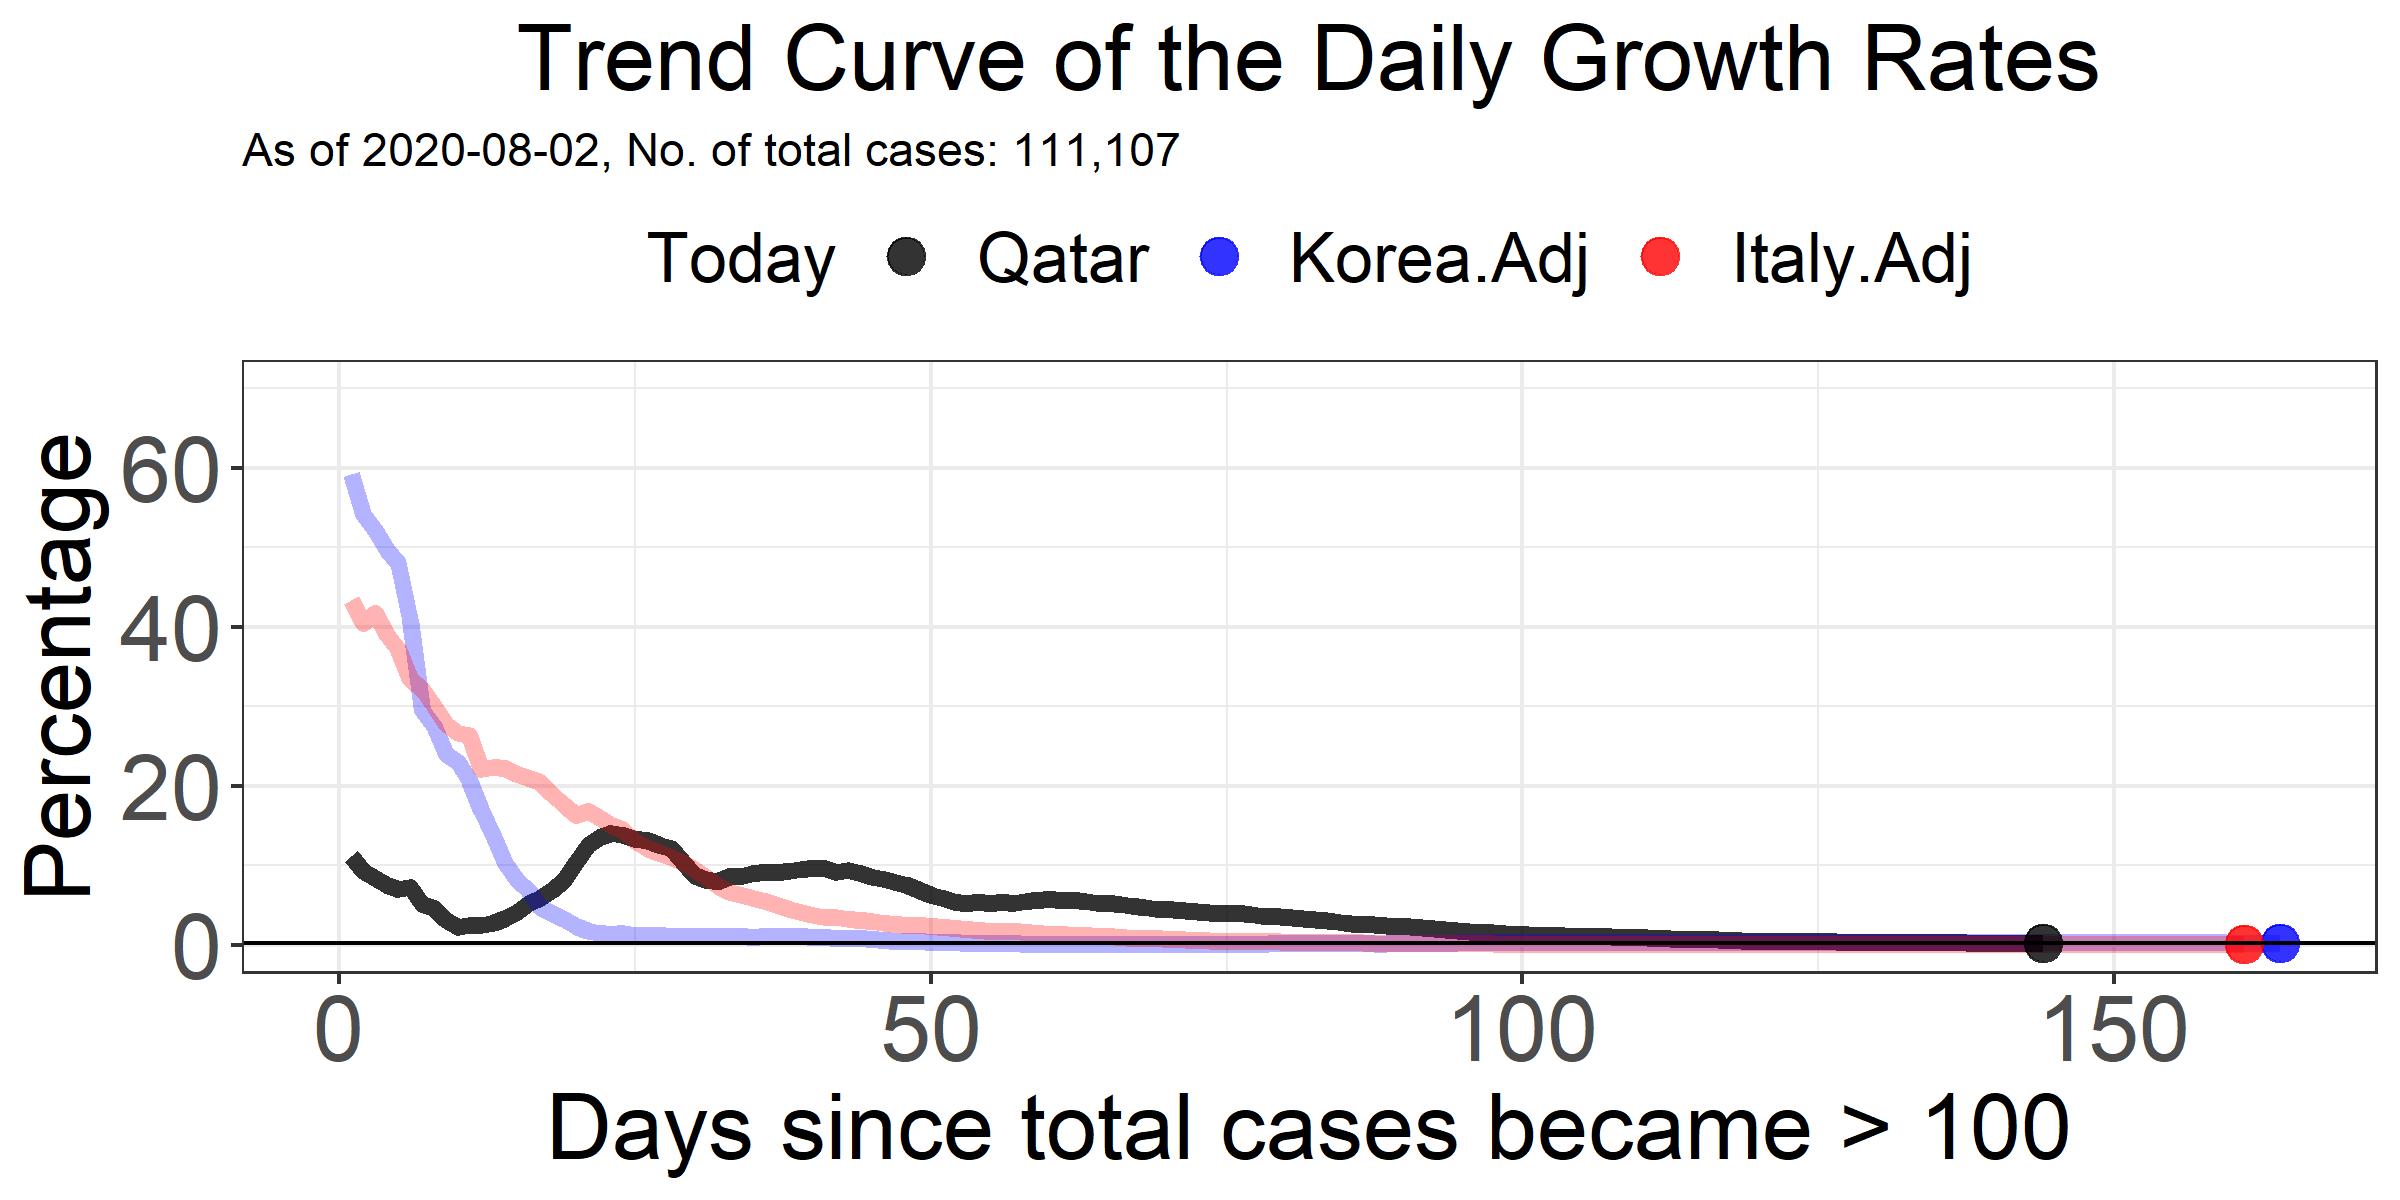 Trend Curve of the Daily Growth Rates
As of 2020-08-02, No. of total cases: 111,107
Today Qatar Korea.Adj Italy.Adj
Percentage
60
40
20
0
0 50 100 150
Days since total cases became > 100